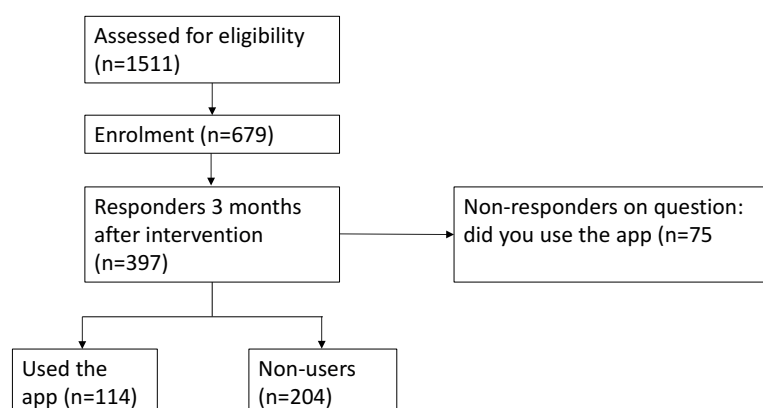 Assessed for eligibility
(n=1511)
Enrolment (n=679)
Responders 3 months
after intervention
(n=397)
Non-responders on question:
did you use the app (n=75
Used the
app (n=114)
Non-users
(n=204)